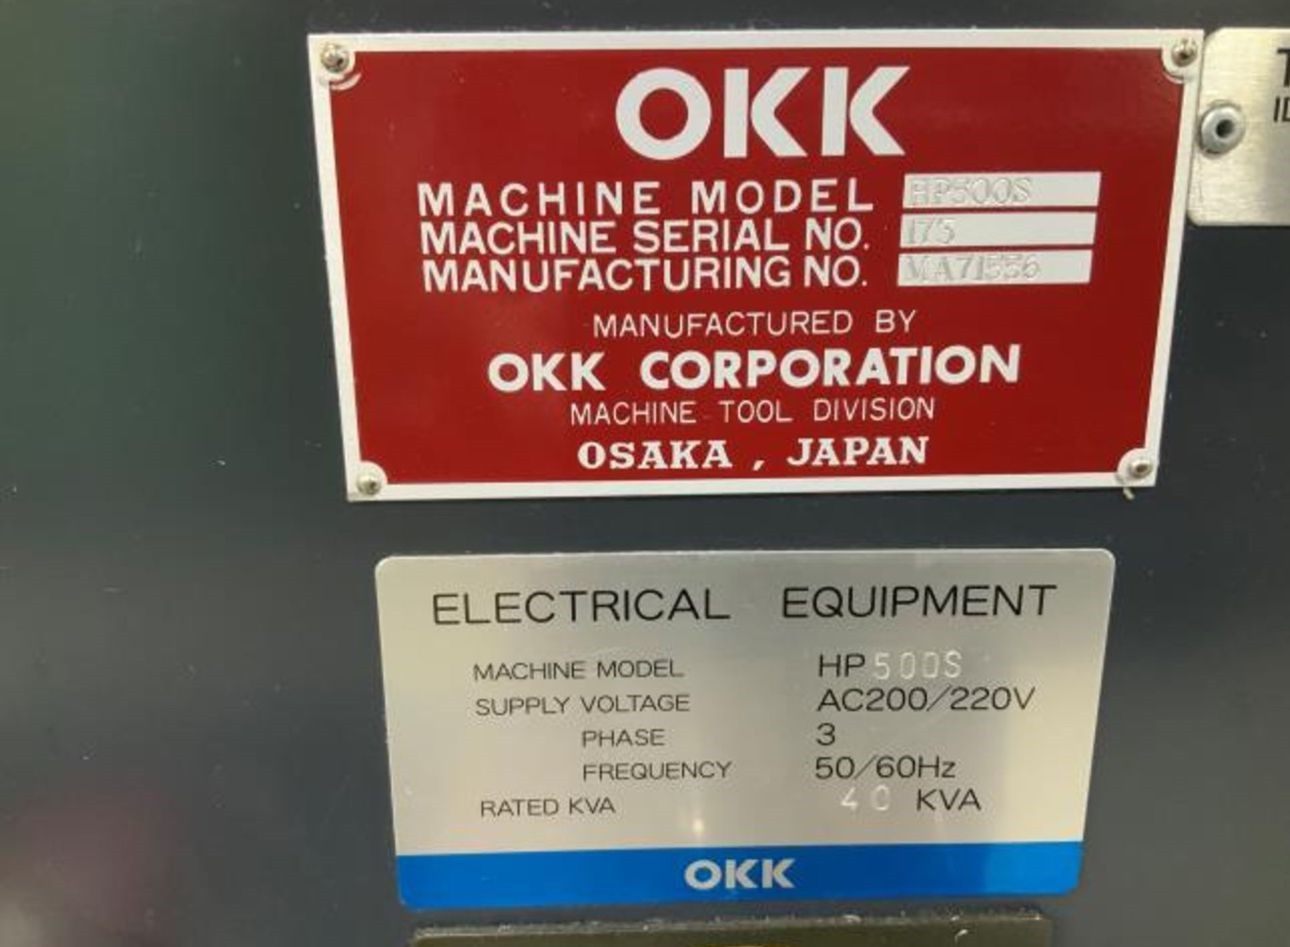 OKK
MACHINE MODEL HP500S
MACHINE SERIAL NO. 175
MANUFACTURING NO.
MANUFACTURED BY
OKK CORPORATION
MACHINE TOOL DIVISION
OSAKA , JAPAN
ELECTRICAL EQUIPMENT
MACHINE MODEL HP500S
SUPPLY VOLTAGE AC200/220V
PHASE 3
FREQUENCY 50/60Hz
RATED KVA 40 KVA
OKK